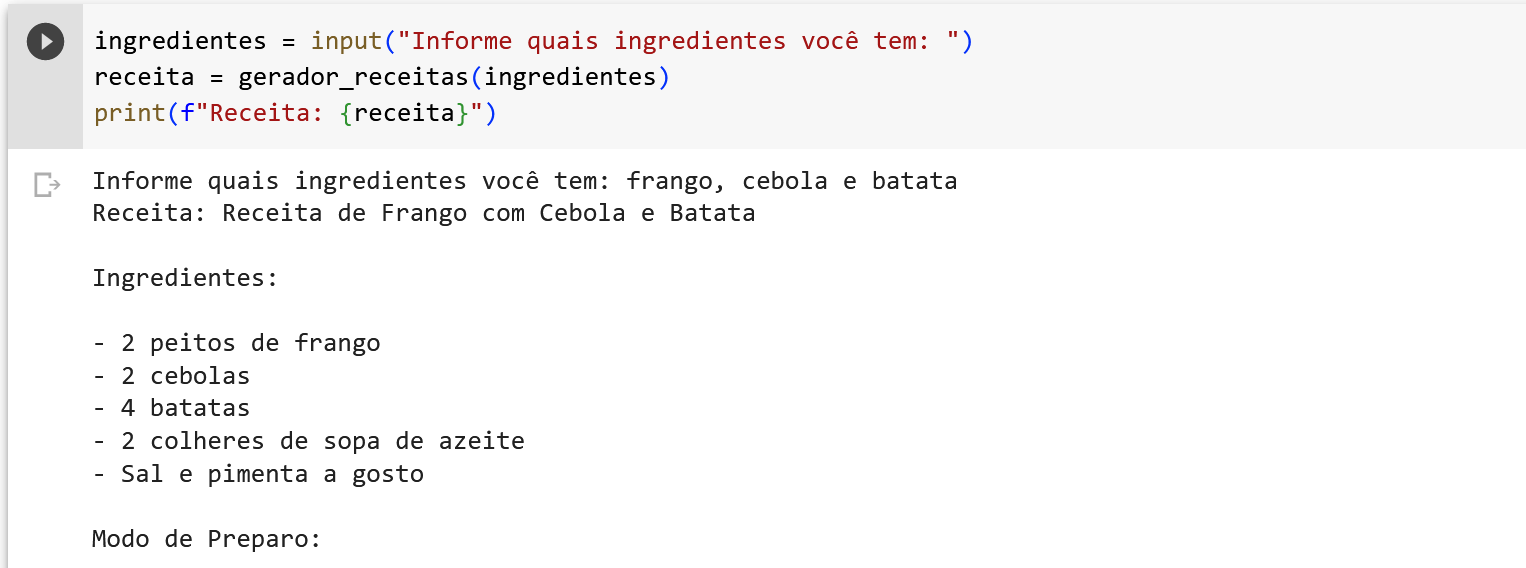 ingredientes = input("Informe quais ingredientes você tem: ")
receita = gerador_receitas(ingredientes)
print(f"Receita: {receita}")
Informe quais ingredientes você tem: frango, cebola e batata
Receita: Receita de Frango com Cebola e Batata
Ingredientes:
- 2 peitos de frango
- 2 cebolas
- 4 batatas
- 2 colheres de sopa de azeite
- Sal e pimenta a gosto
Modo de Preparo: